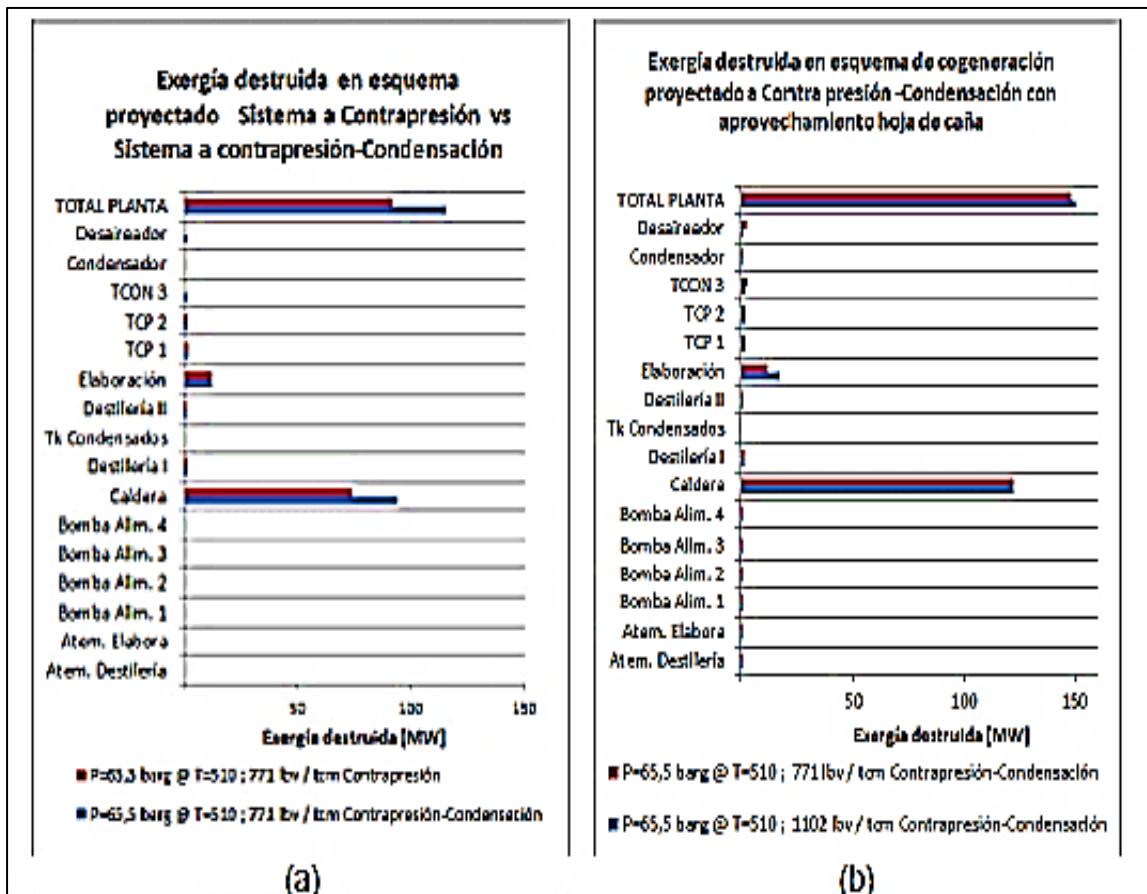 Exergía destruida en esquema
proyectado Sistema a Contrapresión vs
Sistema a contrapresión-Condensación
TOTAL PLANTA
Desaireador
Condensador
TCON 3
TCP 2
TCP 1
Elaboración
Destilería II
Tk Condensados
Destilería I
Caldera
Bomba Alim. 4
Bomba Alim. 3
Bomba Alim. 2
Bomba Alim. 1
Atem. Elabora
Atem. Destilería
50 100 150
Exergía destruida [MW]
P=65,5 barg @ T=510 ; 771 lbv / tcm Contrapresión
P=65,5 barg @ T=510 ; 771 lbv / tcm Contrapresión-Condensación
(a)
Exergía destruida en esquema de cogeneración
proyectado a Contra presión -Condensación con
aprovechamiento hoja de caña
TOTAL PLANTA
Desaireador
Condensador
TCON 3
TCP 2
TCP 1
Elaboración
Destilería II
Tk Condensados
Destilería I
Caldera
Bomba Alim. 4
Bomba Alim. 3
Bomba Alim. 2
Bomba Alim. 1
Atem. Elabora
Atem. Destilería
50 100 150
Exergía destruida [MW]
P=65,5 barg @ T=510 ; 771 lbv / tcm Contrapresión-Condensación
P=65,5 barg @ T=510 ; 1102 lbv / tcm Contrapresión-Condensación
(b)